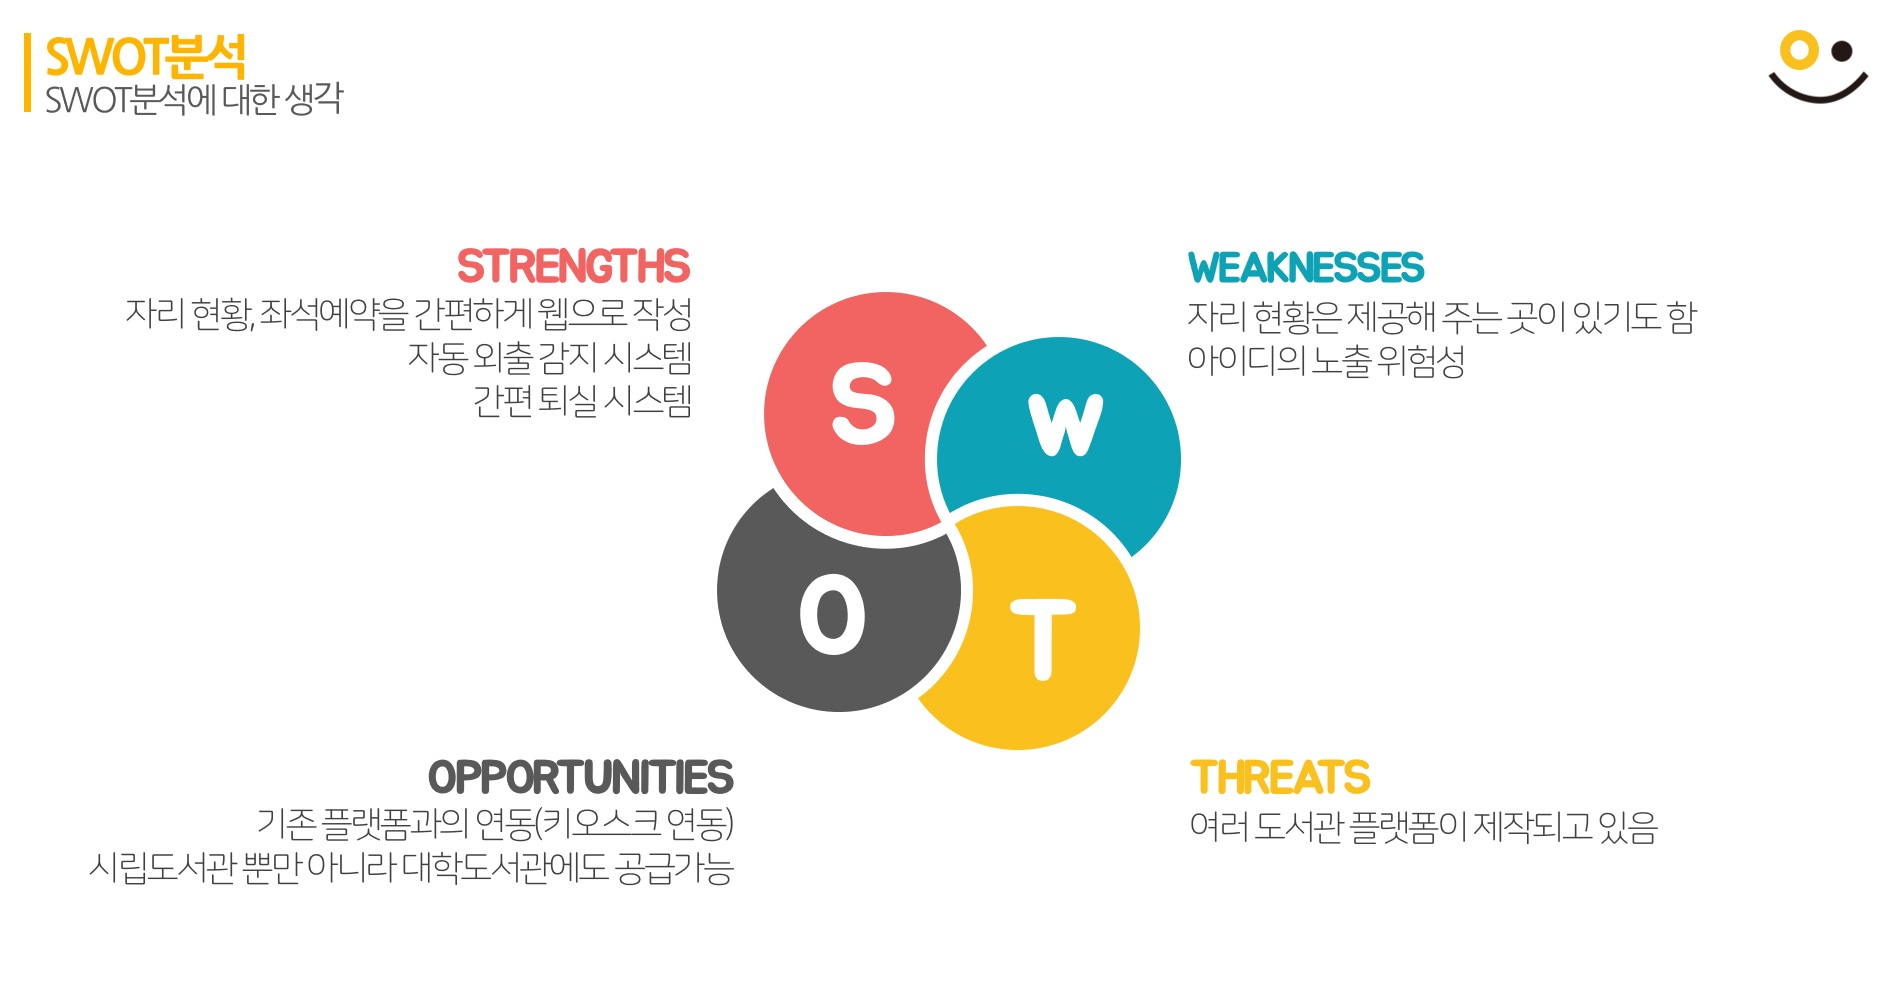 SWOT분석
SWOT분석에 대한 생각
STRENGTHS
자리 현황, 좌석예약을 간편하게 웹으로 작성
자동 외출 감지 시스템
간편 퇴실 시스템
WEAKNESSES
자리 현황은 제공해 주는 곳이 있기도 함
아이디의 노출 위험성
S
W
O
T
OPPORTUNITIES
기존 플랫폼과의 연동(키오스크 연동)
시립도서관 뿐만 아니라 대학도서관에도 공급가능
THREATS
여러 도서관 플랫폼이 제작되고 있음